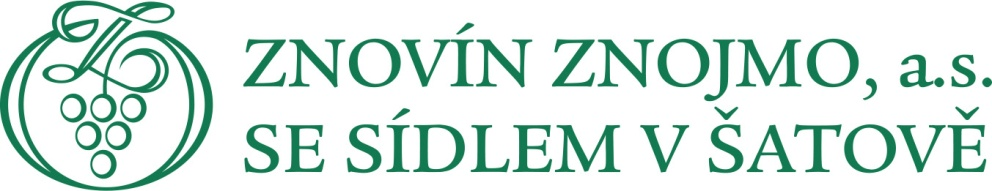 ZNOVÍN ZNOJMO, a.s.
SE SÍDLEM V ŠATOVĚ